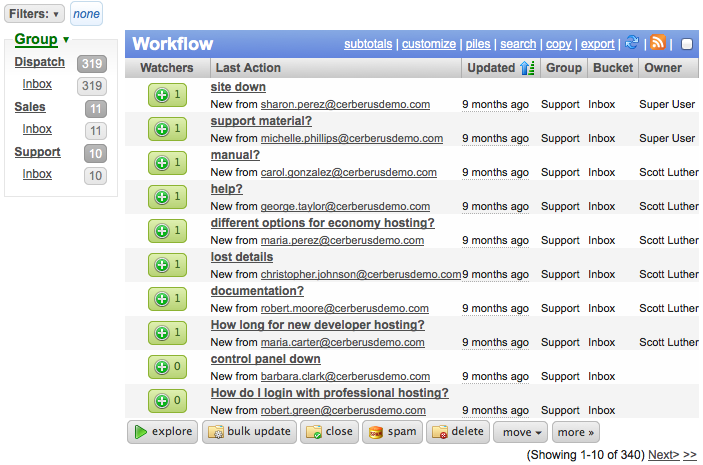 Filters: ▾ none
Group ▾
Dispatch 319
Inbox 319
Sales 11
Inbox 11
Support 10
Inbox 10
Workflow subtotals | customize | piles | search | copy | export | | |
Watchers Last Action Updated Group Bucket Owner
site down
1 New from sharon.perez@cerberusdemo.com 9 months ago Support Inbox Super User
support material?
1 New from michelle.phillips@cerberusdemo.com 9 months ago Support Inbox Super User
manual?
1 New from carol.gonzalez@cerberusdemo.com 9 months ago Support Inbox Scott Luther
help?
1 New from george.taylor@cerberusdemo.com 9 months ago Support Inbox Scott Luther
different options for economy hosting?
1 New from maria.perez@cerberusdemo.com 9 months ago Support Inbox Scott Luther
lost details
1 New from christopher.johnson@cerberusdemo.com 9 months ago Support Inbox Scott Luther
documentation?
1 New from robert.moore@cerberusdemo.com 9 months ago Support Inbox Scott Luther
How long for new developer hosting?
1 New from maria.carter@cerberusdemo.com 9 months ago Support Inbox Scott Luther
control panel down
0 New from barbara.clark@cerberusdemo.com 9 months ago Support Inbox
How do I login with professional hosting?
0 New from robert.green@cerberusdemo.com 9 months ago Support Inbox
explore bulk update close SPAM spam delete move ▾ more »
(Showing 1-10 of 340) Next> >>